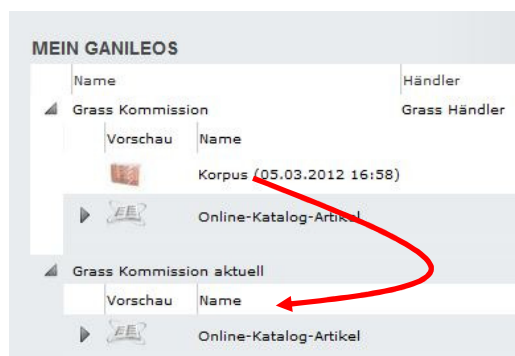 MEIN GANILEOS
Name Händler
Grass Kommission Grass Händler
Vorschau Name
Korpus (05.03.2012 16:58)
Online-Katalog-Artikel
Grass Kommission aktuell
Vorschau Name
Online-Katalog-Artikel